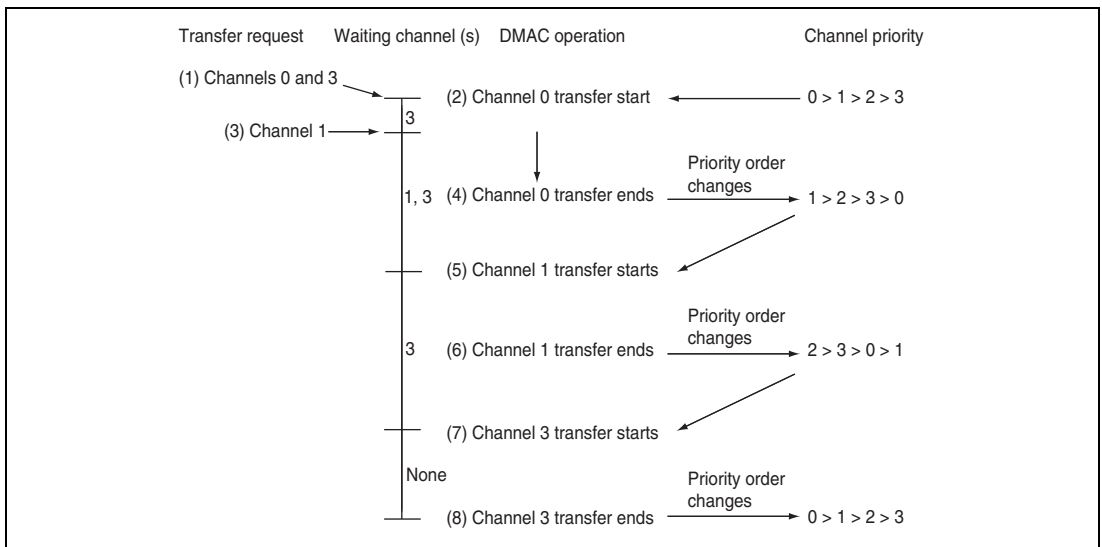 Transfer request Waiting channel (s) DMAC operation Channel priority
(1) Channels 0 and 3
(2) Channel 0 transfer start 0 > 1 > 2 > 3
3
(3) Channel 1
Priority order
changes
1, 3 (4) Channel 0 transfer ends 1 > 2 > 3 > 0
(5) Channel 1 transfer starts
Priority order
changes
3 (6) Channel 1 transfer ends 2 > 3 > 0 > 1
(7) Channel 3 transfer starts
None
Priority order
changes
(8) Channel 3 transfer ends 0 > 1 > 2 > 3